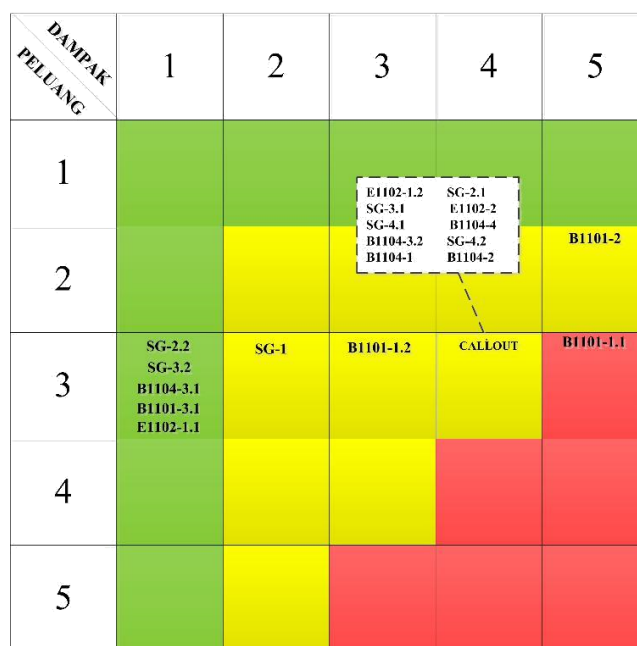 DAMPAK
PELUANG
1 2 3 4 5
1
E1102-1.2 SG-2.1
SG-3.1 E1102-2
SG-4.1 B1104-4
B1104-3.2 SG-4.2
B1104-1 B1104-2
2 B1101-2
3
SG-2.2 SG-1 B1101-1.2 CALLOUT B1101-1.1
SG-3.2
B1104-3.1
B1101-3.1
E1102-1.1
4
5